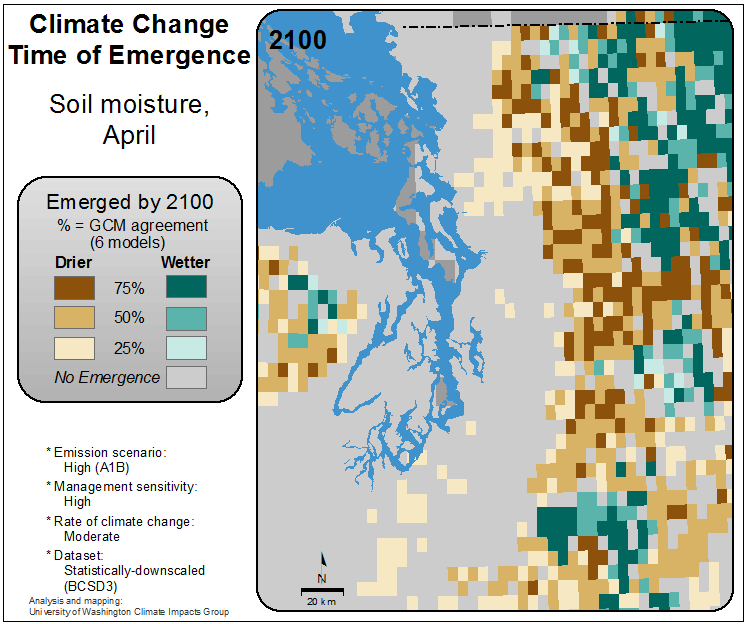 Climate Change
Time of Emergence
Soil moisture,
April
Emerged by 2100
% = GCM agreement
(6 models)
Drier Wetter
75%
50%
25%
No Emergence
* Emission scenario:
High (A1B)
* Management sensitivity:
High
* Rate of climate change:
Moderate
* Dataset:
Statistically-downscaled
(BCSD3)
Analysis and mapping:
University of Washington Climate Impacts Group
2100
N
20 km